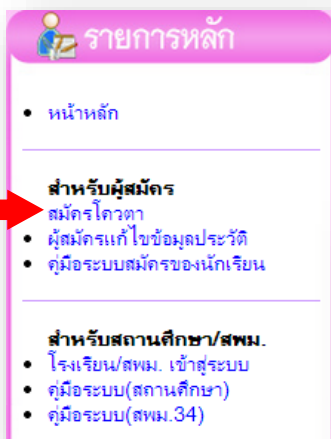 รายการหลัก
หน้าหลัก
สำหรับผู้สมัคร
สมัครโควตา
ผู้สมัครแก้ไขข้อมูลประวัติ
คู่มือระบบสมัครของนักเรียน
สำหรับสถานศึกษา/สพม.
โรงเรียน/สพม. เข้าสู่ระบบ
คู่มือระบบ(สถานศึกษา)
คู่มือระบบ(สพม.34)